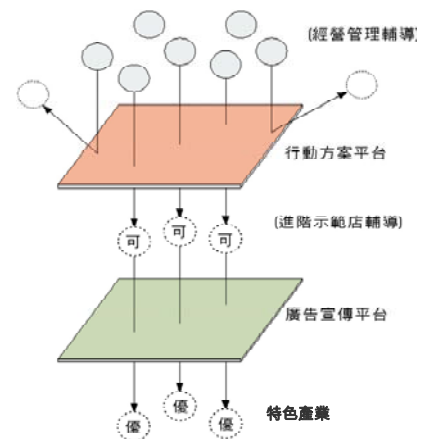 (經營管理輔導)
行動方案平台
(進階示範店輔導)
可 可 可
廣告宣傳平台
優 優 優
特色產業